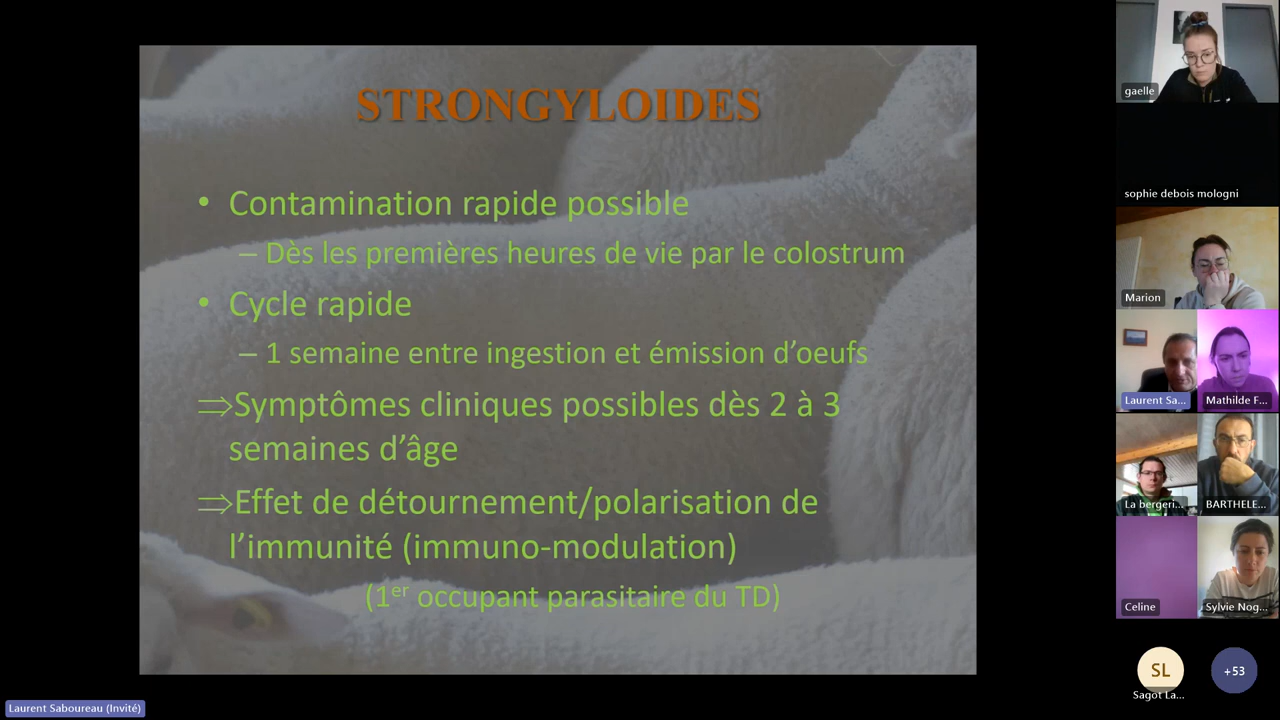 STRONGYLOIDES
• Contamination rapide possible
– Dès les premières heures de vie par le colostrum
• Cycle rapide
– 1 semaine entre ingestion et émission d’oeufs
⇒Symptômes cliniques possibles dès 2 à 3
semaines d’âge
⇒Effet de détournement/polarisation de
l’immunité (immuno-modulation)
(1er occupant parasitaire du TD)
gaelle
sophie debois mologni
Marion
Laurent Sa...
Mathilde F...
La bergeri...
BARTHELE...
Celine
Sylvie Nog...
SL
+53
Sagot La...
Laurent Saboureau (Invité)